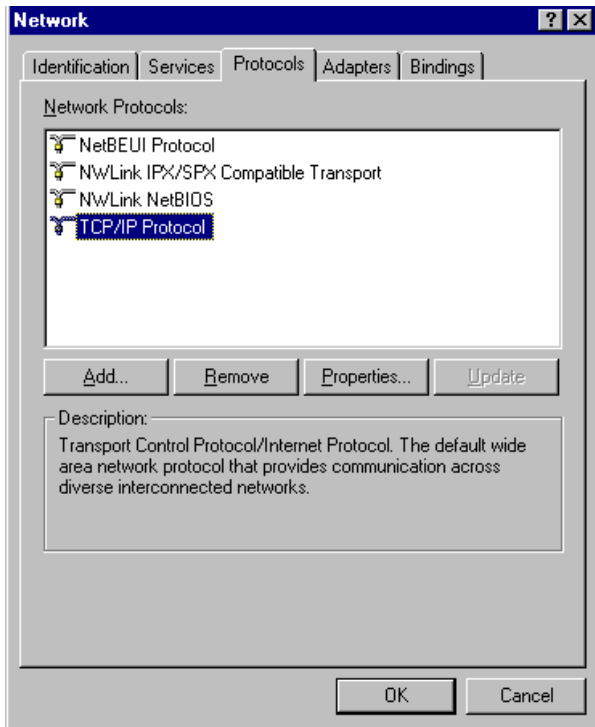 Network
Identification Services Protocols Adapters Bindings
Network Protocols:
NetBEUI Protocol
NWLink IPX/SPX Compatible Transport
NWLink NetBIOS
TCP/IP Protocol
Add... Remove Properties... Update
Description:
Transport Control Protocol/Internet Protocol. The default wide
area network protocol that provides communication across
diverse interconnected networks.
OK Cancel